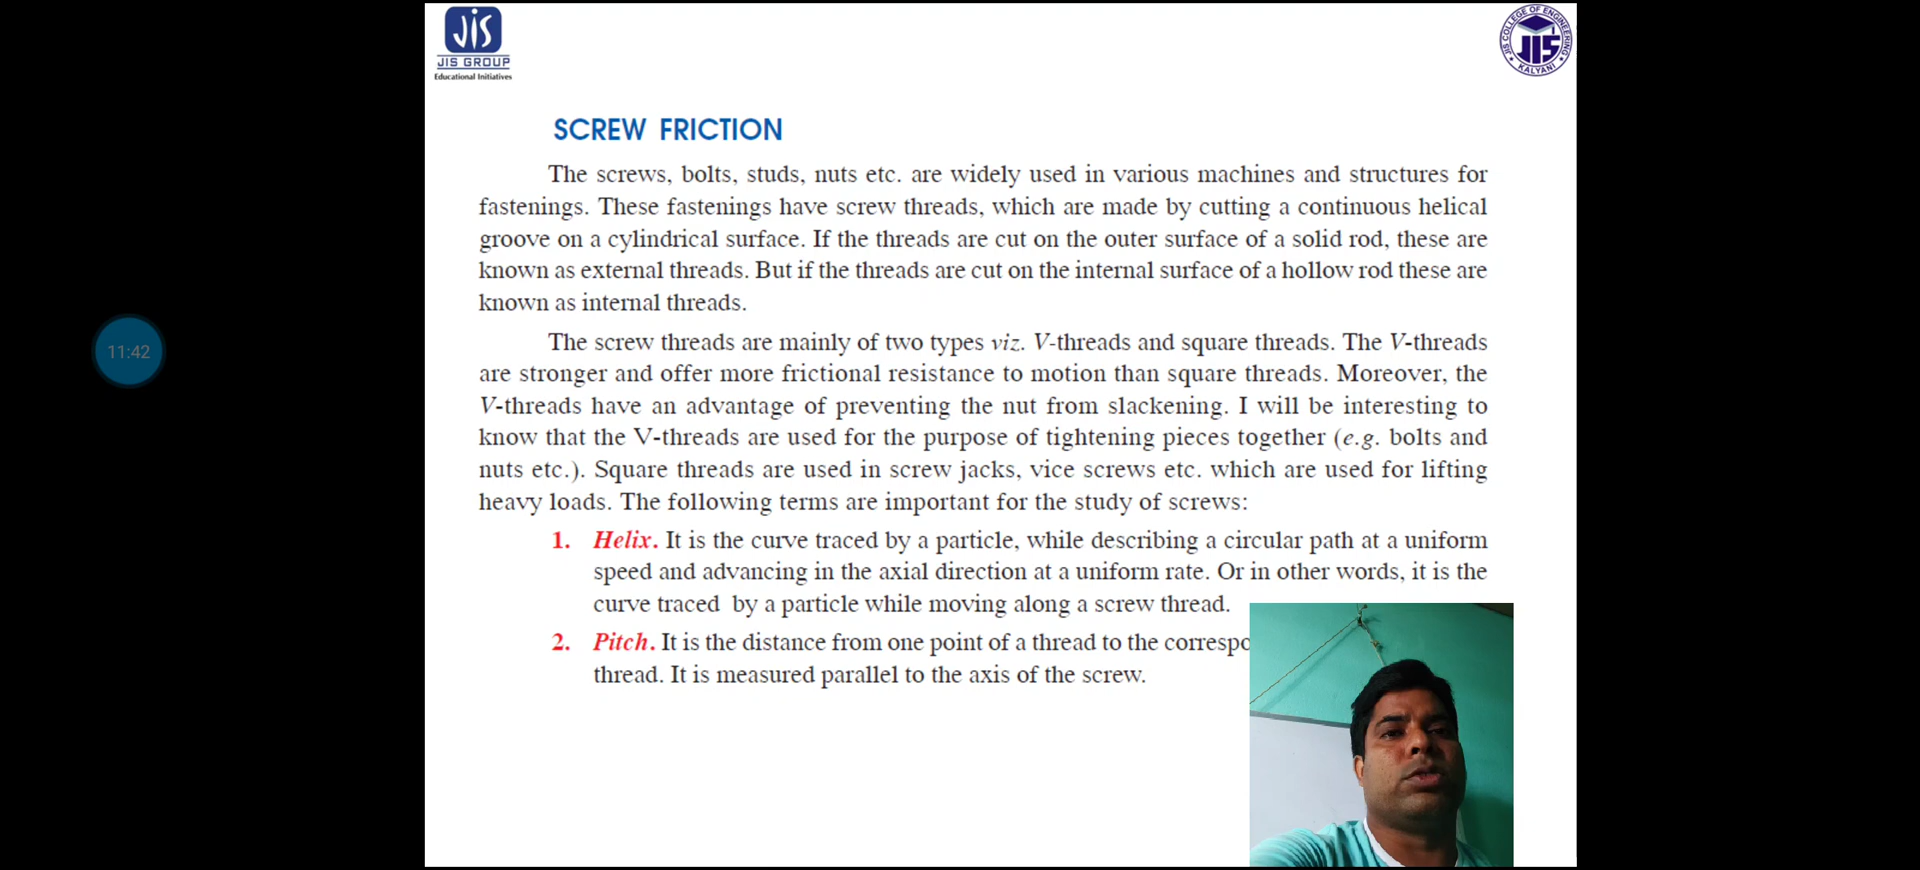 JIS
JIS GROUP
Educational Initiatives
JIS COLLEGE OF ENGINEERING
JIS
KALYANI
SCREW FRICTION
The screws, bolts, studs, nuts etc. are widely used in various machines and structures for
fastenings. These fastenings have screw threads, which are made by cutting a continuous helical
groove on a cylindrical surface. If the threads are cut on the outer surface of a solid rod, these are
known as external threads. But if the threads are cut on the internal surface of a hollow rod these are
known as internal threads.
The screw threads are mainly of two types viz. V-threads and square threads. The V-threads
are stronger and offer more frictional resistance to motion than square threads. Moreover, the
V-threads have an advantage of preventing the nut from slackening. I will be interesting to
know that the V-threads are used for the purpose of tightening pieces together (e.g. bolts and
nuts etc.). Square threads are used in screw jacks, vice screws etc. which are used for lifting
heavy loads. The following terms are important for the study of screws:
1. Helix. It is the curve traced by a particle, while describing a circular path at a uniform
speed and advancing in the axial direction at a uniform rate. Or in other words, it is the
curve traced by a particle while moving along a screw thread.
2. Pitch. It is the distance from one point of a thread to the correspo
thread. It is measured parallel to the axis of the screw.
11:42